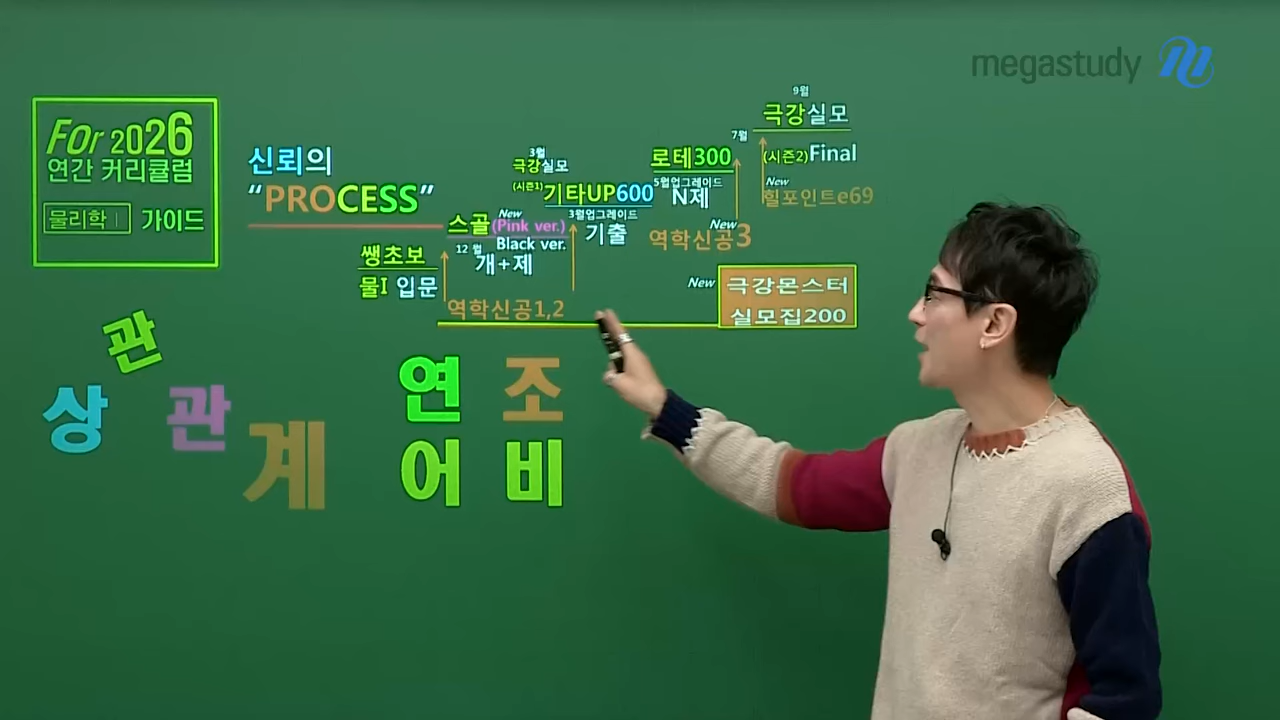 megastudy
For 2026
연간 커리큘럼
물리학 I 가이드
신뢰의
“PROCESS”
쌩초보
물I 입문
스골(Pink ver.)
New
Black ver.
12월
개+제
역학신공1,2
3월
극강실모
(시즌1)
기타UP600
3월업그레이드
기출
로테300
5월업그레이드
N제
New
역학신공3
7월
9월
극강실모
(시즌2)Final
New
힐포인트e69
New
극강몬스터
실모집200
관
상관계
연조
어비